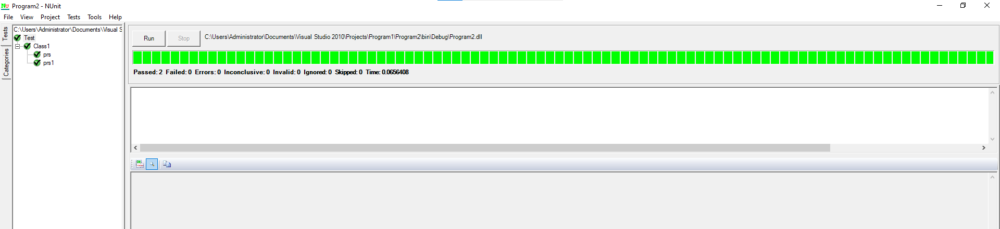 Program2 - NUnit
File View Project Tests Tools Help
Tests
Categories
C:\Users\Administrator\Documents\Visual S
Test
Class1
prs
prs1
Run Stop C:\Users\Administrator\Documents\Visual Studio 2010\Projects\Program1\Program2\bin\Debug\Program2.dll
Passed: 2 Failed: 0 Errors: 0 Inconclusive: 0 Invalid: 0 Ignored: 0 Skipped: 0 Time: 0.0656408